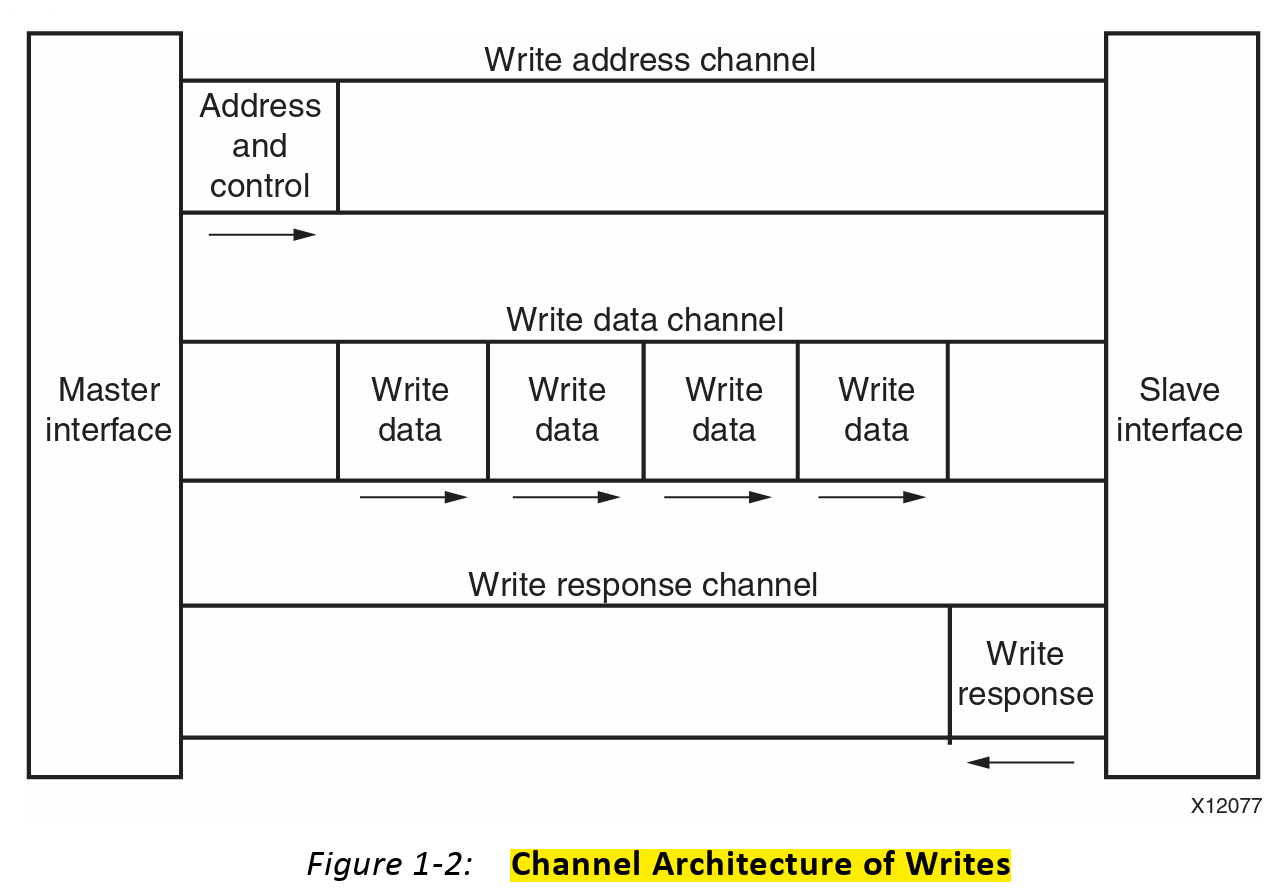 Write address channel
Address
and
control
Write data channel
Master
interface
Write
data
Write
data
Write
data
Write
data
Slave
interface
Write response channel
Write
response
X12077
Figure 1-2: Channel Architecture of Writes